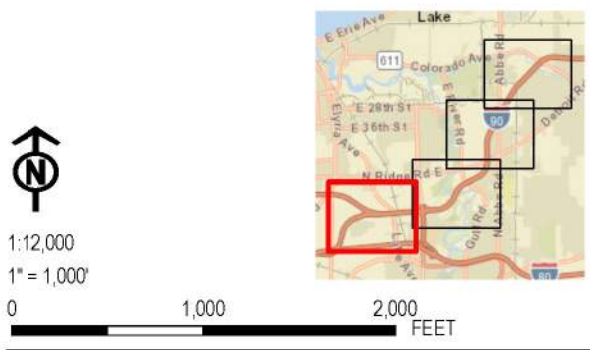 N
1:12,000
1" = 1,000'
0 1,000 2,000
FEET
Lake
E Erie Ave
611
Colorado Ave
Abbe Rd
E 28th St
E 36th St
E River Rd
90
Detroit Rd
Elyria Ave
N Ridge Rd E
N Abbe Rd
Gulf Rd
Lake Ave
80